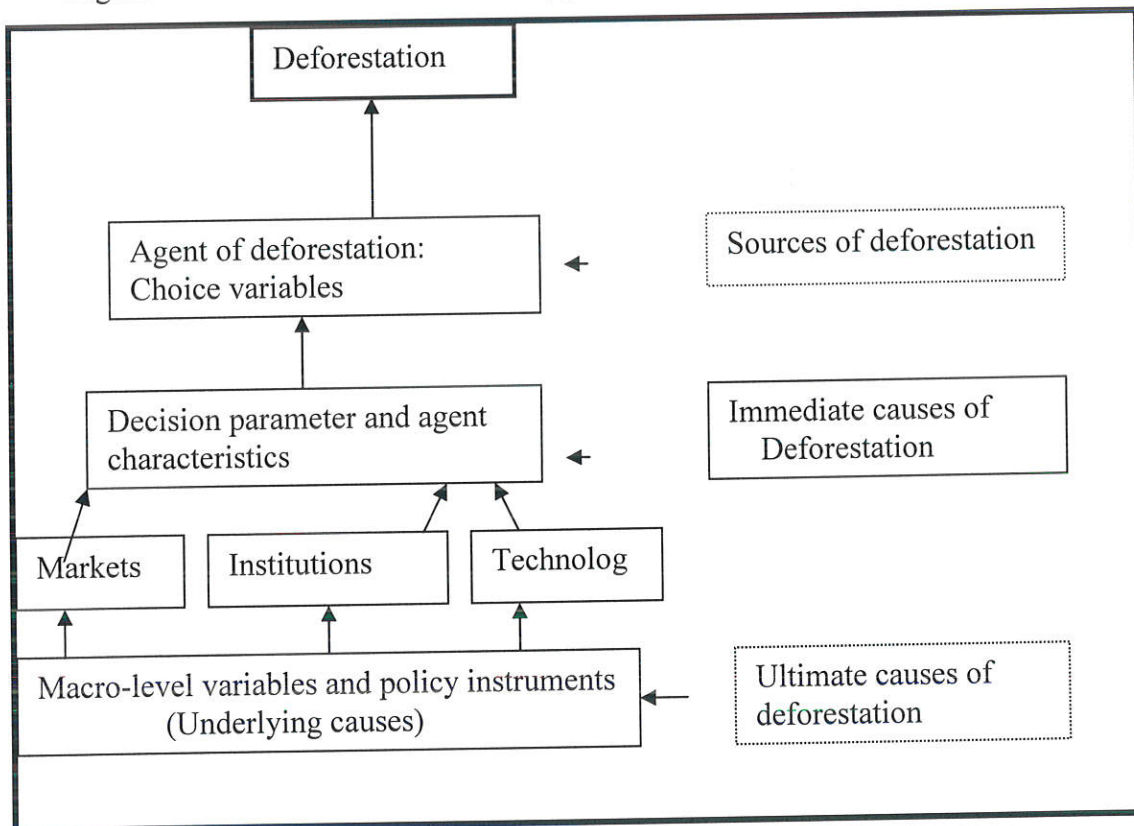 Deforestation
Agent of deforestation:
Choice variables
Sources of deforestation
Decision parameter and agent
characteristics
Immediate causes of
Deforestation
Markets
Institutions
Technolog
Macro-level variables and policy instruments
(Underlying causes)
Ultimate causes of
deforestation